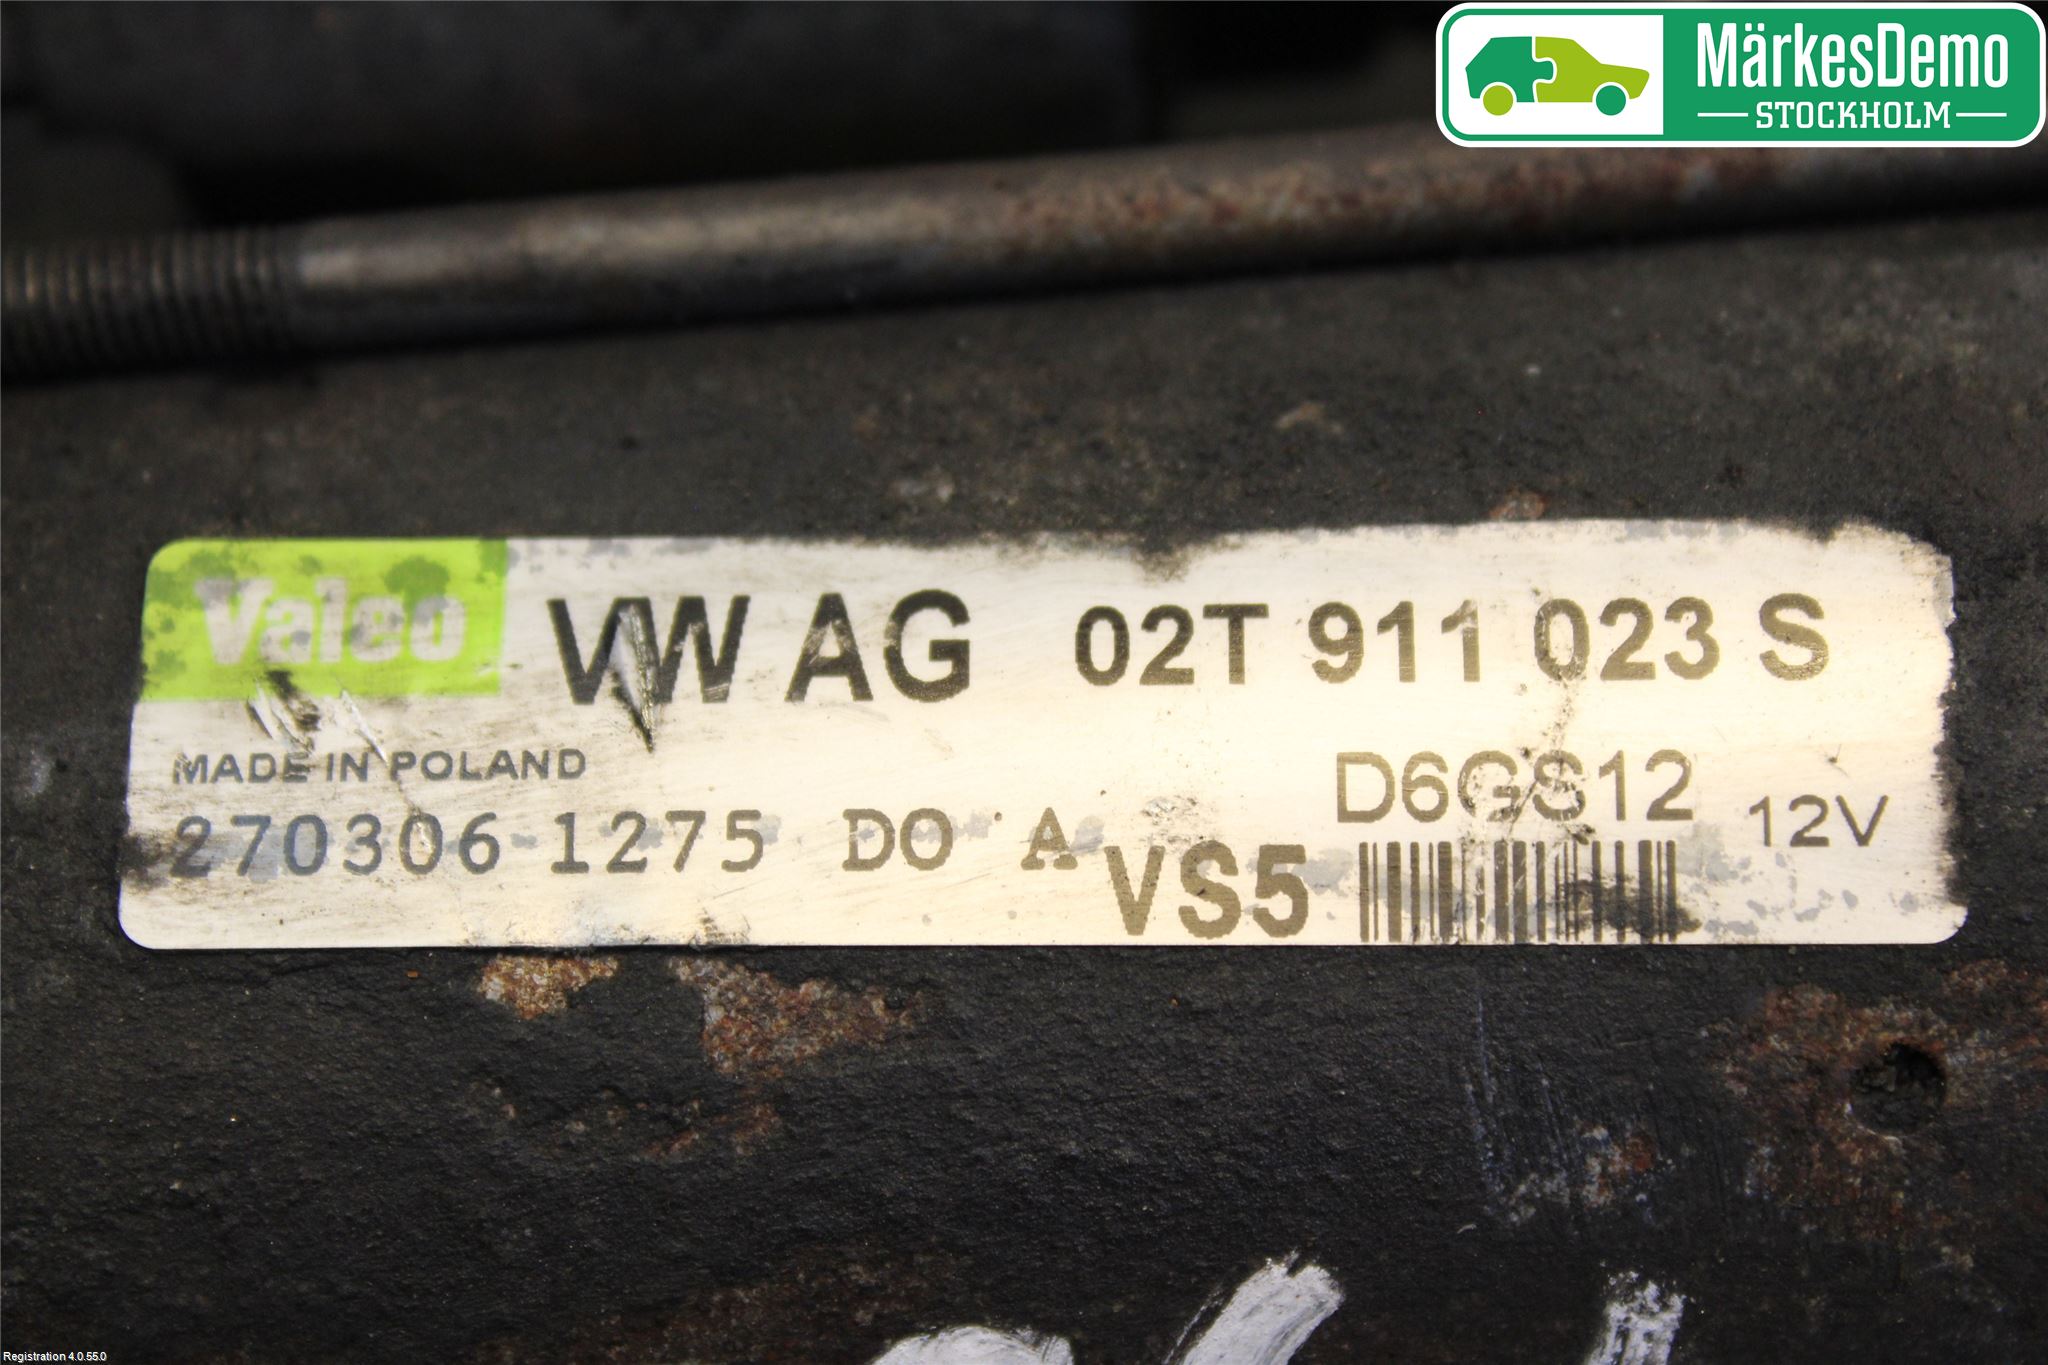 MärkesDemo
STOCKHOLM
Valeo VW AG 02T 911 023 S
MADE IN POLAND
D6GS12 12V
270306 1275 DO A VS5
Registration 4.0.55.0